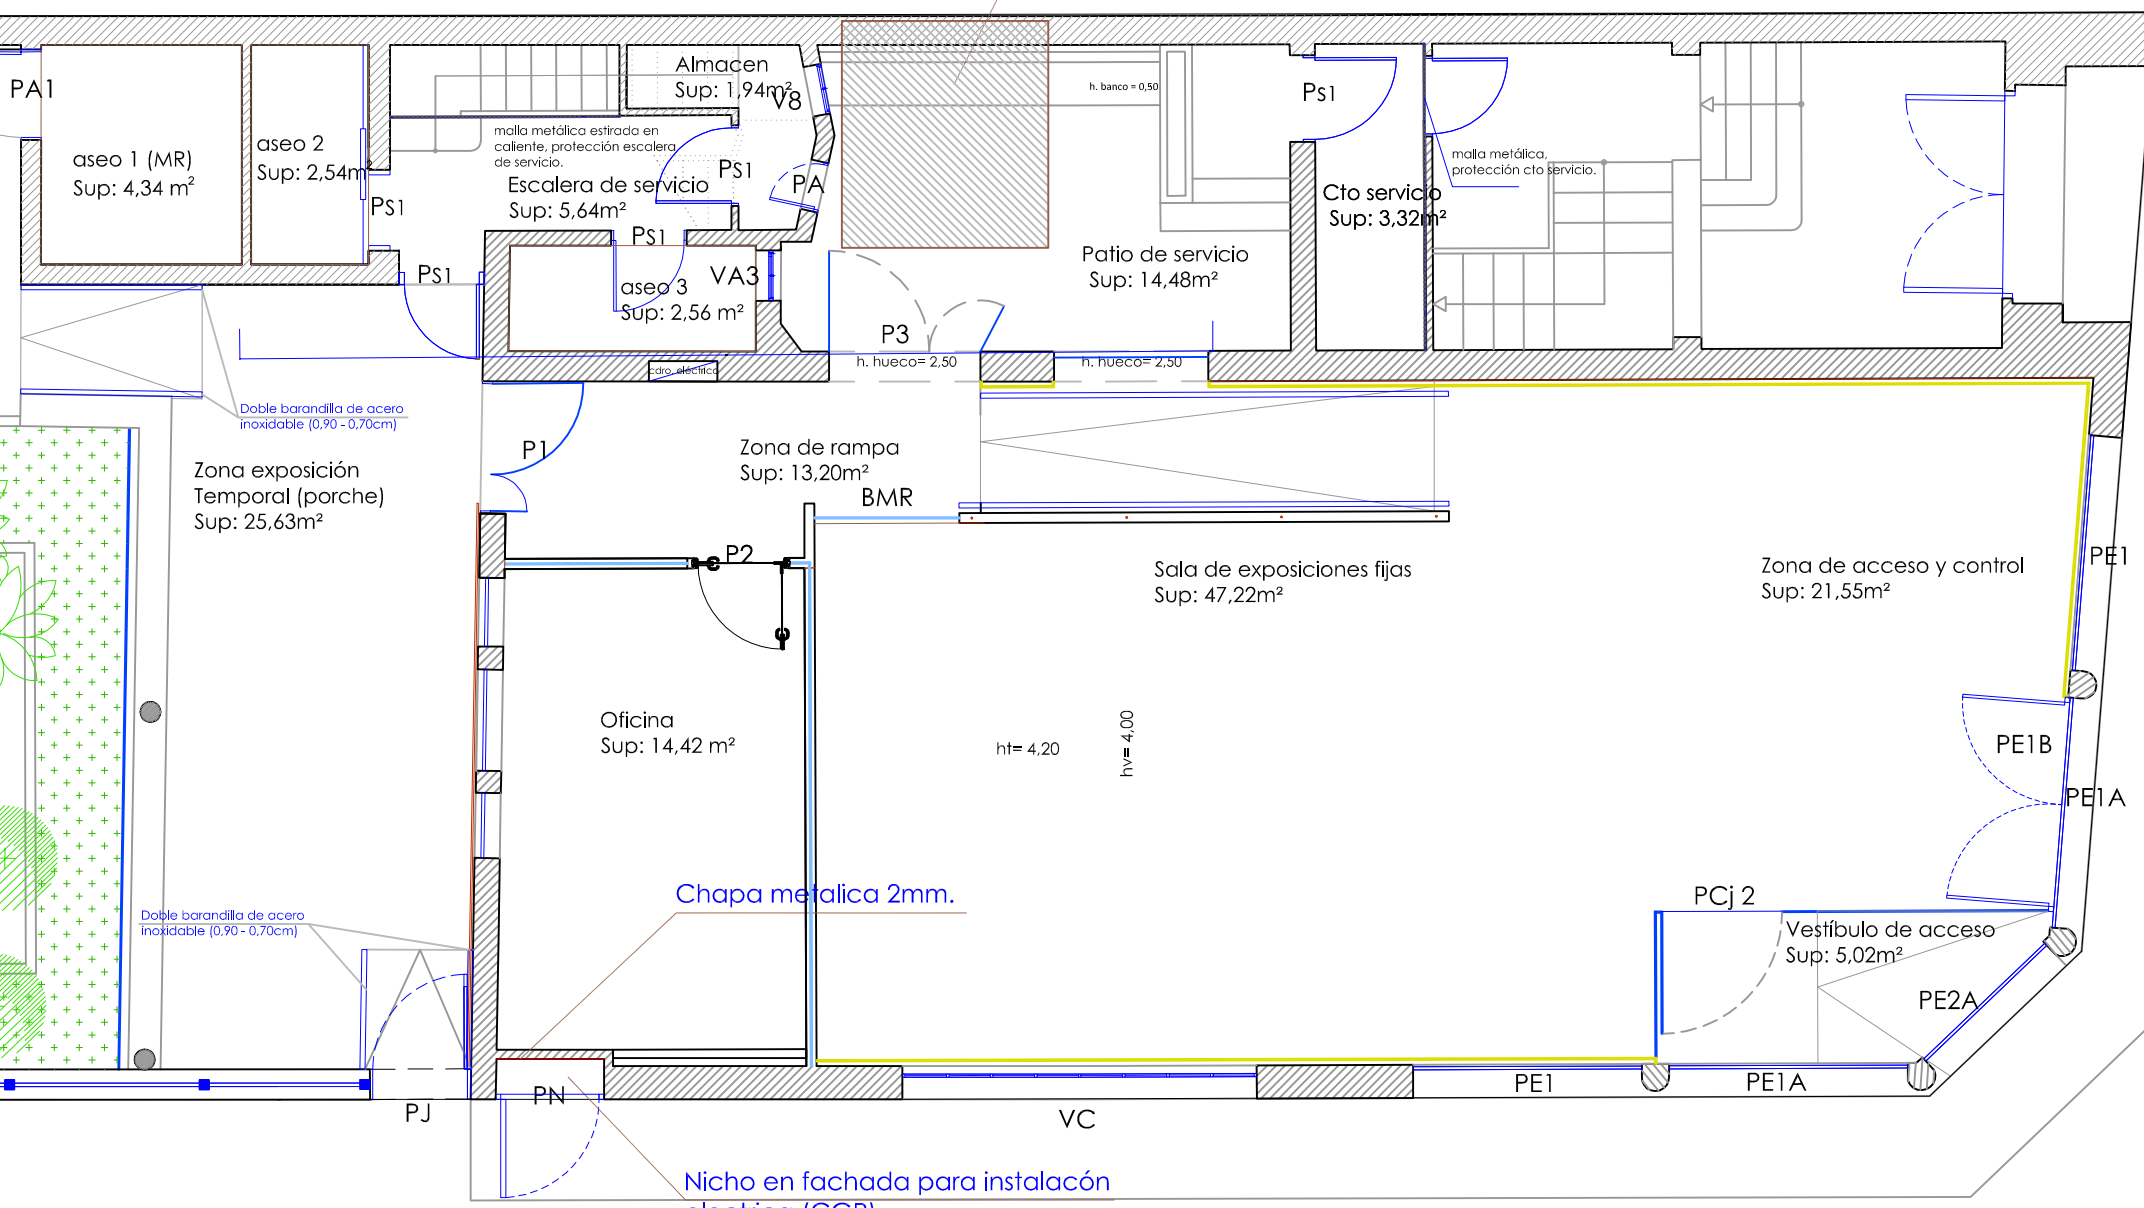 PA1
aseo 1 (MR)
Sup: 4,34 m²
aseo 2
Sup: 2,54m²
Ps1
Ps1
Almacen
Sup: 1,94m²
V8
malla metálica estirada en
caliente, protección escalera
de servicio.
Ps1
PA
Escalera de servicio
Sup: 5,64m²
Ps1
VA3
aseo 3
Sup: 2,56 m²
cdro. eléctrico
h. banco = 0,50
Ps1
malla metálica,
protección cto servicio.
Cto servicio
Sup: 3,32m²
Patio de servicio
Sup: 14,48m²
P3
h. hueco= 2,50
h. hueco= 2,50
Doble barandilla de acero
inoxidable (0,90 - 0,70cm)
Zona exposición
Temporal (porche)
Sup: 25,63m²
P1
Zona de rampa
Sup: 13,20m²
BMR
P2
Sala de exposiciones fijas
Sup: 47,22m²
Zona de acceso y control
Sup: 21,55m²
PE1
Oficina
Sup: 14,42 m²
ht= 4,20
hv= 4,00
PE1B
PE1A
Chapa metalica 2mm.
PCj 2
Vestíbulo de acceso
Sup: 5,02m²
PE2A
Doble barandilla de acero
inoxidable (0,90 - 0,70cm)
PJ
PN
VC
PE1
PE1A
Nicho en fachada para instalacón
electrica (CGP)